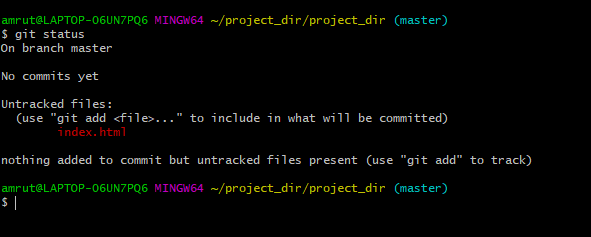 amrut@LAPTOP-O6UN7PQ6 MINGW64 ~/project_dir/project_dir (master)
$ git status
On branch master
No commits yet
Untracked files:
(use "git add <file>..." to include in what will be committed)
index.html
nothing added to commit but untracked files present (use "git add" to track)
amrut@LAPTOP-O6UN7PQ6 MINGW64 ~/project_dir/project_dir (master)
$